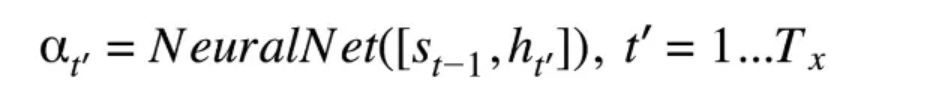 α_{t′} = NeuralNet([s_{t−1}, h_{t′}]), t′ = 1...T_x